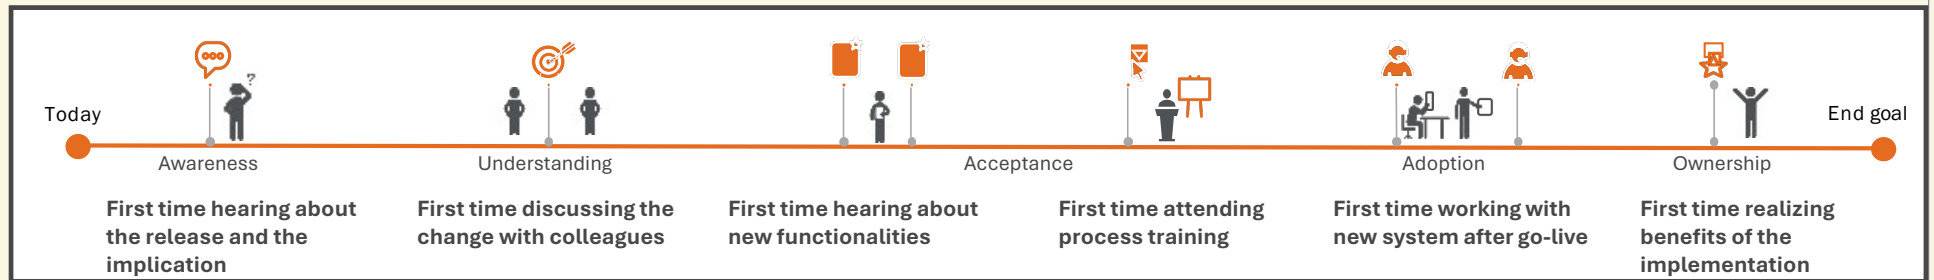 Today
End goal
Awareness
Understanding
Acceptance
Adoption
Ownership
First time hearing about
the release and the
implication
First time discussing the
change with colleagues
First time hearing about
new functionalities
First time attending
process training
First time working with
new system after go-live
First time realizing
benefits of the
implementation
?